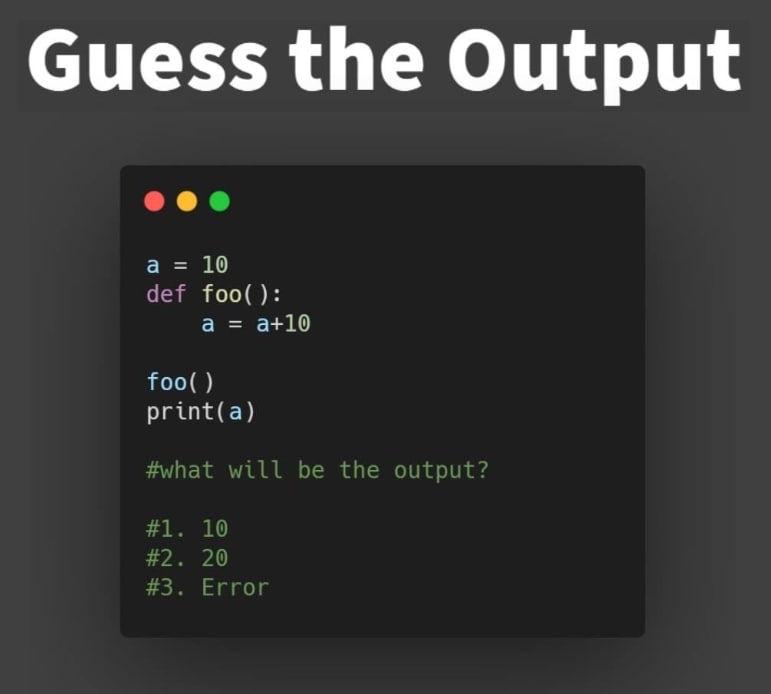 Guess the Output
a = 10
def foo():
    a = a+10
foo()
print(a)
#what will be the output?
#1. 10
#2. 20
#3. Error